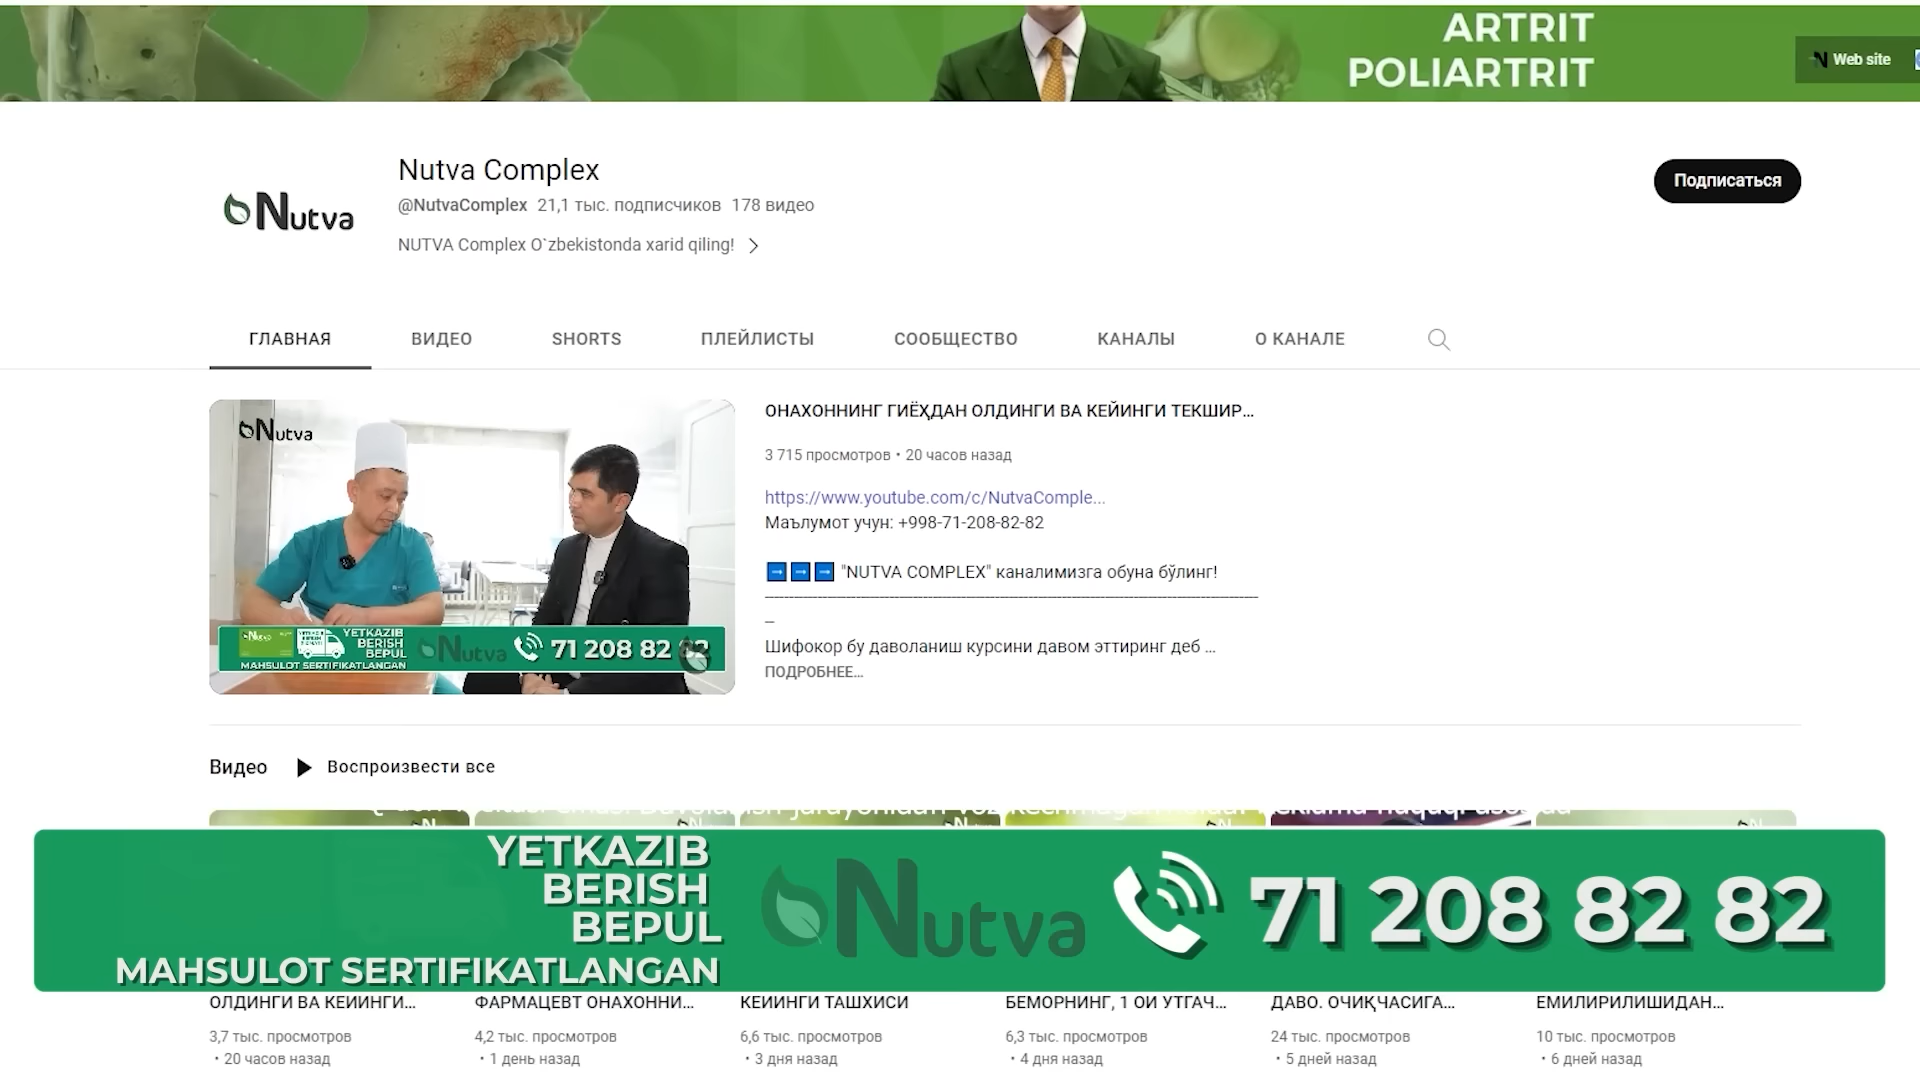 ARTRIT
POLIARTRIT
Web site
Nutva Complex
Nutva
@NutvaComplex 21,1 тыс. подписчиков 178 видео
Подписаться
NUTVA Complex O`zbekistonda xarid qiling!
ГЛАВНАЯ ВИДЕО SHORTS ПЛЕЙЛИСТЫ СООБЩЕСТВО КАНАЛЫ О КАНАЛЕ
Nutva
YETKAZIB
BERISH
BEPUL
MAHSULOT SERTIFIKATLANGAN
Nutva
71 208 82 82
ОНАХОННИНГ ГИЁҲДАН ОЛДИНГИ ВА КЕЙИНГИ ТЕКШИР...
3 715 просмотров • 20 часов назад
https://www.youtube.com/c/NutvaComple...
Маълумот учун: +998-71-208-82-82
"NUTVA COMPLEX" каналимизга обуна бўлинг!
Шифокор бу даволаниш курсини давом эттиринг деб ...
ПОДРОБНЕЕ...
Видео Воспроизвести все
YETKAZIB
BERISH
BEPUL
MAHSULOT SERTIFIKATLANGAN
Nutva
71 208 82 82
ОЛДИНГИ ВА КЕЙИНГИ... ФАРМАЦЕВТ ОНАХОННИ... КЕЙИНГИ ТАШХИСИ БЕМОРНИНГ, 1 ОЙ УТГАЧ... ДАВО. ОЧИҚЧАСИГА... ЕМИЛИРИЛИШИДАН...
3,7 тыс. просмотров 4,2 тыс. просмотров 6,6 тыс. просмотров 6,3 тыс. просмотров 24 тыс. просмотров 10 тыс. просмотров
• 20 часов назад • 1 день назад • 3 дня назад • 4 дня назад • 5 дней назад • 6 дней назад